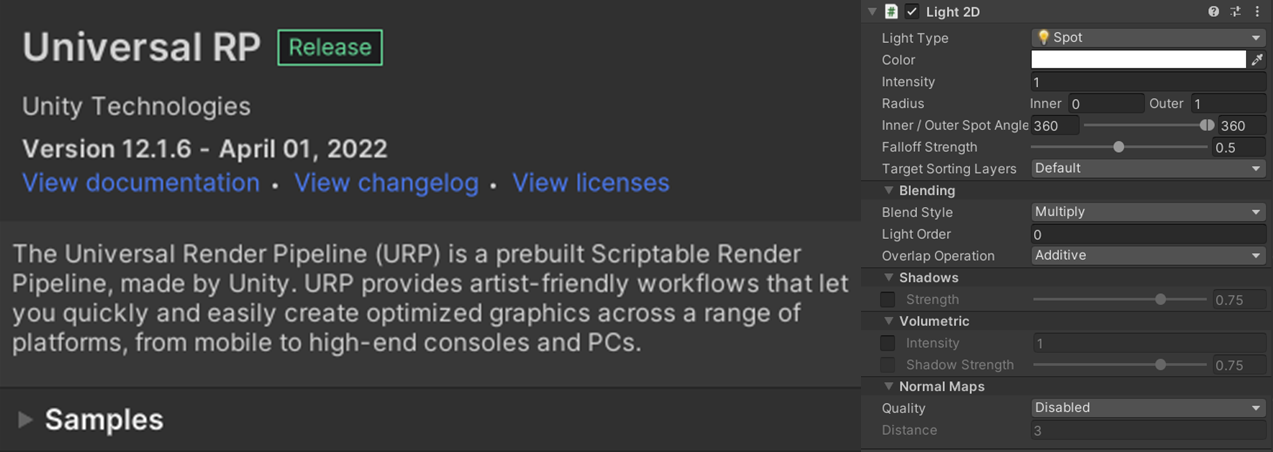 Universal RP Release
Unity Technologies
Version 12.1.6 - April 01, 2022
View documentation • View changelog • View licenses
The Universal Render Pipeline (URP) is a prebuilt Scriptable Render
Pipeline, made by Unity. URP provides artist-friendly workflows that let
you quickly and easily create optimized graphics across a range of
platforms, from mobile to high-end consoles and PCs.
Samples
Light 2D
Light Type Spot
Color
Intensity 1
Radius Inner 0 Outer 1
Inner / Outer Spot Angle 360 360
Falloff Strength 0.5
Target Sorting Layers Default
Blending
Blend Style Multiply
Light Order 0
Overlap Operation Additive
Shadows
Strength 0.75
Volumetric
Intensity 1
Shadow Strength 0.75
Normal Maps
Quality Disabled
Distance 3